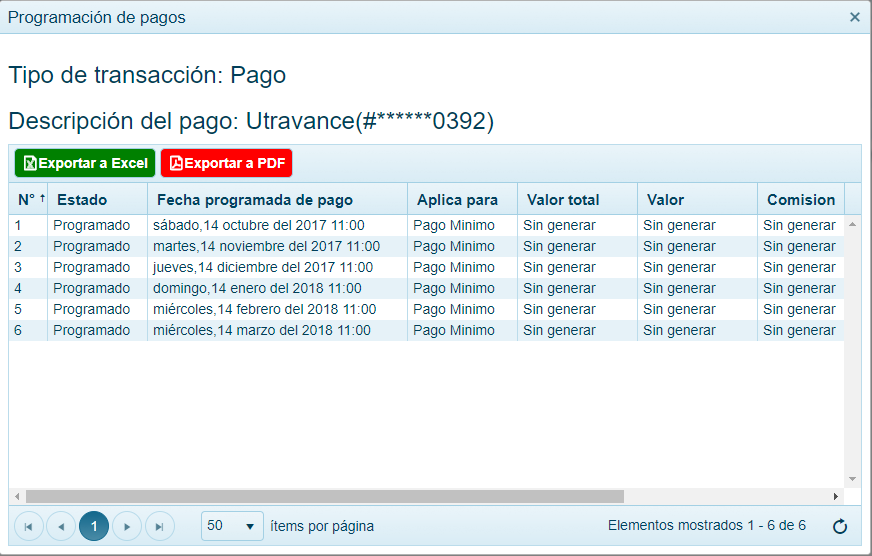 Programación de pagos
Tipo de transacción: Pago
Descripción del pago: Utravance(#******0392)
Exportar a Excel Exportar a PDF
N° ↑ Estado Fecha programada de pago Aplica para Valor total Valor Comision
1 Programado sábado,14 octubre del 2017 11:00 Pago Minimo Sin generar Sin generar Sin generar
2 Programado martes,14 noviembre del 2017 11:00 Pago Minimo Sin generar Sin generar Sin generar
3 Programado jueves,14 diciembre del 2017 11:00 Pago Minimo Sin generar Sin generar Sin generar
4 Programado domingo,14 enero del 2018 11:00 Pago Minimo Sin generar Sin generar Sin generar
5 Programado miércoles,14 febrero del 2018 11:00 Pago Minimo Sin generar Sin generar Sin generar
6 Programado miércoles,14 marzo del 2018 11:00 Pago Minimo Sin generar Sin generar Sin generar
1 50 ítems por página Elementos mostrados 1 - 6 de 6